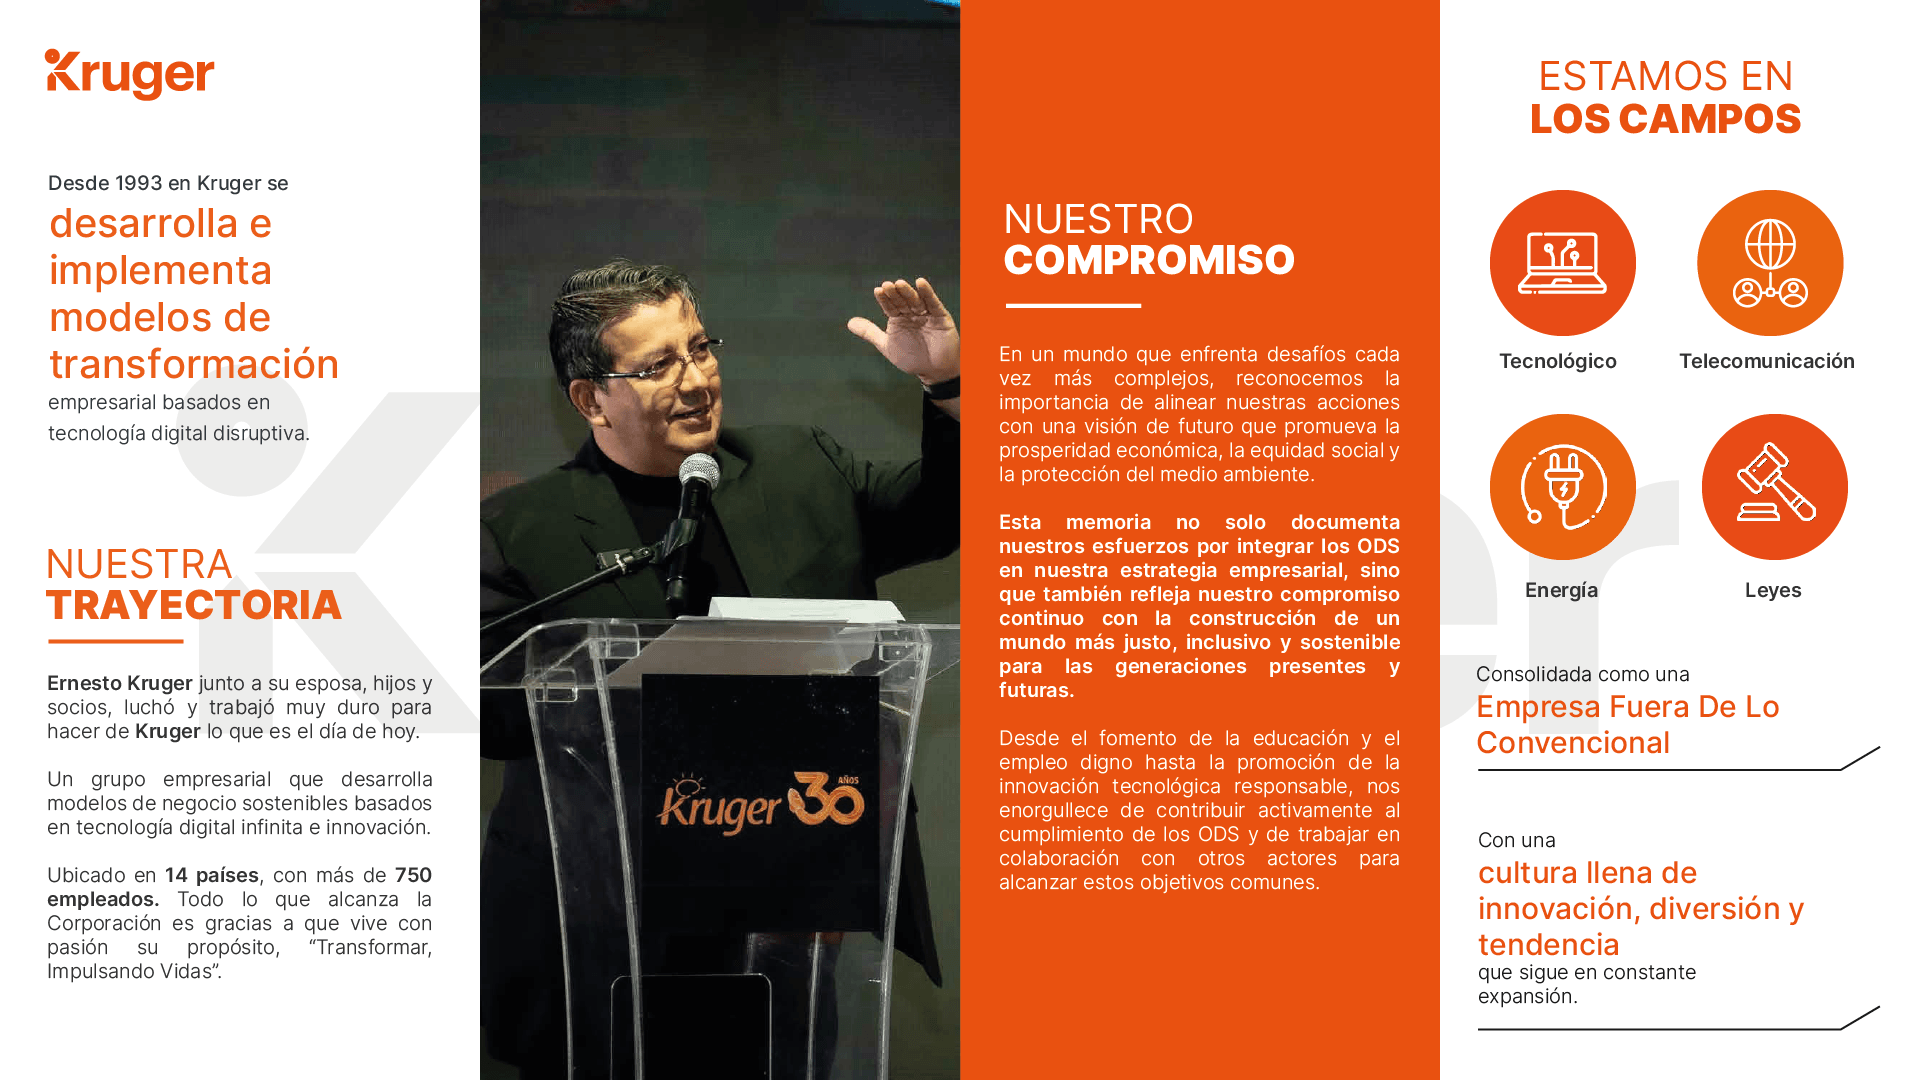 Kruger
Desde 1993 en Kruger se
desarrolla e
implementa
modelos de
transformación
empresarial basados en
tecnología digital disruptiva.
NUESTRA
TRAYECTORIA
Ernesto Kruger junto a su esposa, hijos y
socios, luchó y trabajó muy duro para
hacer de Kruger lo que es el día de hoy.
Un grupo empresarial que desarrolla
modelos de negocio sostenibles basados
en tecnología digital infinita e innovación.
Ubicado en 14 países, con más de 750
empleados. Todo lo que alcanza la
Corporación es gracias a que vive con
pasión su propósito, “Transformar,
Impulsando Vidas”.
Kruger 30 AÑOS
NUESTRO
COMPROMISO
En un mundo que enfrenta desafíos cada
vez más complejos, reconocemos la
importancia de alinear nuestras acciones
con una visión de futuro que promueva la
prosperidad económica, la equidad social y
la protección del medio ambiente.
Esta memoria no solo documenta
nuestros esfuerzos por integrar los ODS
en nuestra estrategia empresarial, sino
que también refleja nuestro compromiso
continuo con la construcción de un
mundo más justo, inclusivo y sostenible
para las generaciones presentes y
futuras.
Desde el fomento de la educación y el
empleo digno hasta la promoción de la
innovación tecnológica responsable, nos
enorgullece de contribuir activamente al
cumplimiento de los ODS y de trabajar en
colaboración con otros actores para
alcanzar estos objetivos comunes.
ESTAMOS EN
LOS CAMPOS
Tecnológico
Telecomunicación
Energía
Leyes
Consolidada como una
Empresa Fuera De Lo
Convencional
Con una
cultura llena de
innovación, diversión y
tendencia
que sigue en constante
expansión.